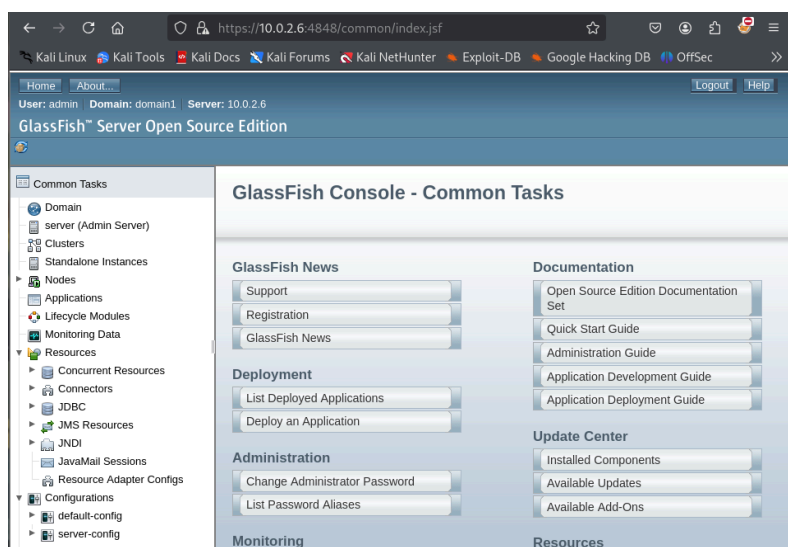 https://10.0.2.6:4848/common/index.jsf
Kali Linux Kali Tools Kali Docs Kali Forums Kali NetHunter Exploit-DB Google Hacking DB OffSec
Home About... Logout Help
User: admin Domain: domain1 Server: 10.0.2.6
GlassFish™ Server Open Source Edition
Common Tasks
Domain
server (Admin Server)
Clusters
Standalone Instances
Nodes
Applications
Lifecycle Modules
Monitoring Data
Resources
Concurrent Resources
Connectors
JDBC
JMS Resources
JNDI
JavaMail Sessions
Resource Adapter Configs
Configurations
default-config
server-config
GlassFish Console - Common Tasks
GlassFish News
Support
Registration
GlassFish News
Deployment
List Deployed Applications
Deploy an Application
Administration
Change Administrator Password
List Password Aliases
Monitoring
Documentation
Open Source Edition Documentation
Set
Quick Start Guide
Administration Guide
Application Development Guide
Application Deployment Guide
Update Center
Installed Components
Available Updates
Available Add-Ons
Resources